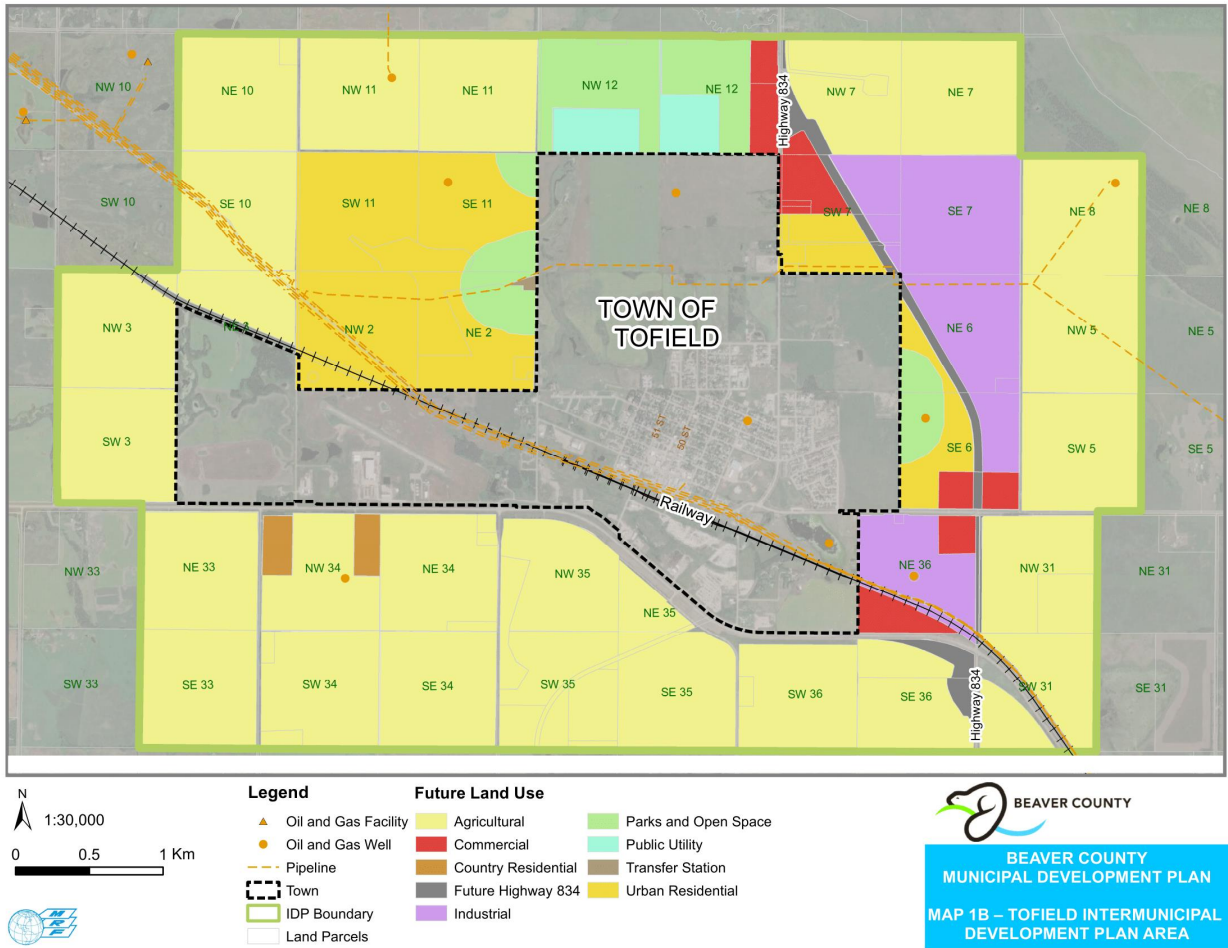 NW 10
NE 10
NW 11
NE 11
NW 12
NE 12
Highway 834
NW 7
NE 7
SW 10
SE 10
SW 11
SE 11
SW 7
SE 7
NE 8
NE 8
TOWN OF
TOFIELD
NW 3
NW 2
NE 2
NE 6
NW 5
NE 5
SW 3
51 ST
50 ST
SE 6
SW 5
SE 5
Railway
NW 33
NE 33
NW 34
NE 34
NW 35
NE 35
NE 36
NW 31
NE 31
SW 33
SE 33
SW 34
SE 34
SW 35
SE 35
SW 36
SE 36
Highway 834
SW 31
SE 31
N
1:30,000
0 0.5 1 Km
MRF
Legend
Oil and Gas Facility
Oil and Gas Well
Pipeline
Town
IDP Boundary
Land Parcels
Future Land Use
Agricultural
Commercial
Country Residential
Future Highway 834
Industrial
Parks and Open Space
Public Utility
Transfer Station
Urban Residential
BEAVER COUNTY
BEAVER COUNTY
MUNICIPAL DEVELOPMENT PLAN
MAP 1B – TOFIELD INTERMUNICIPAL
DEVELOPMENT PLAN AREA